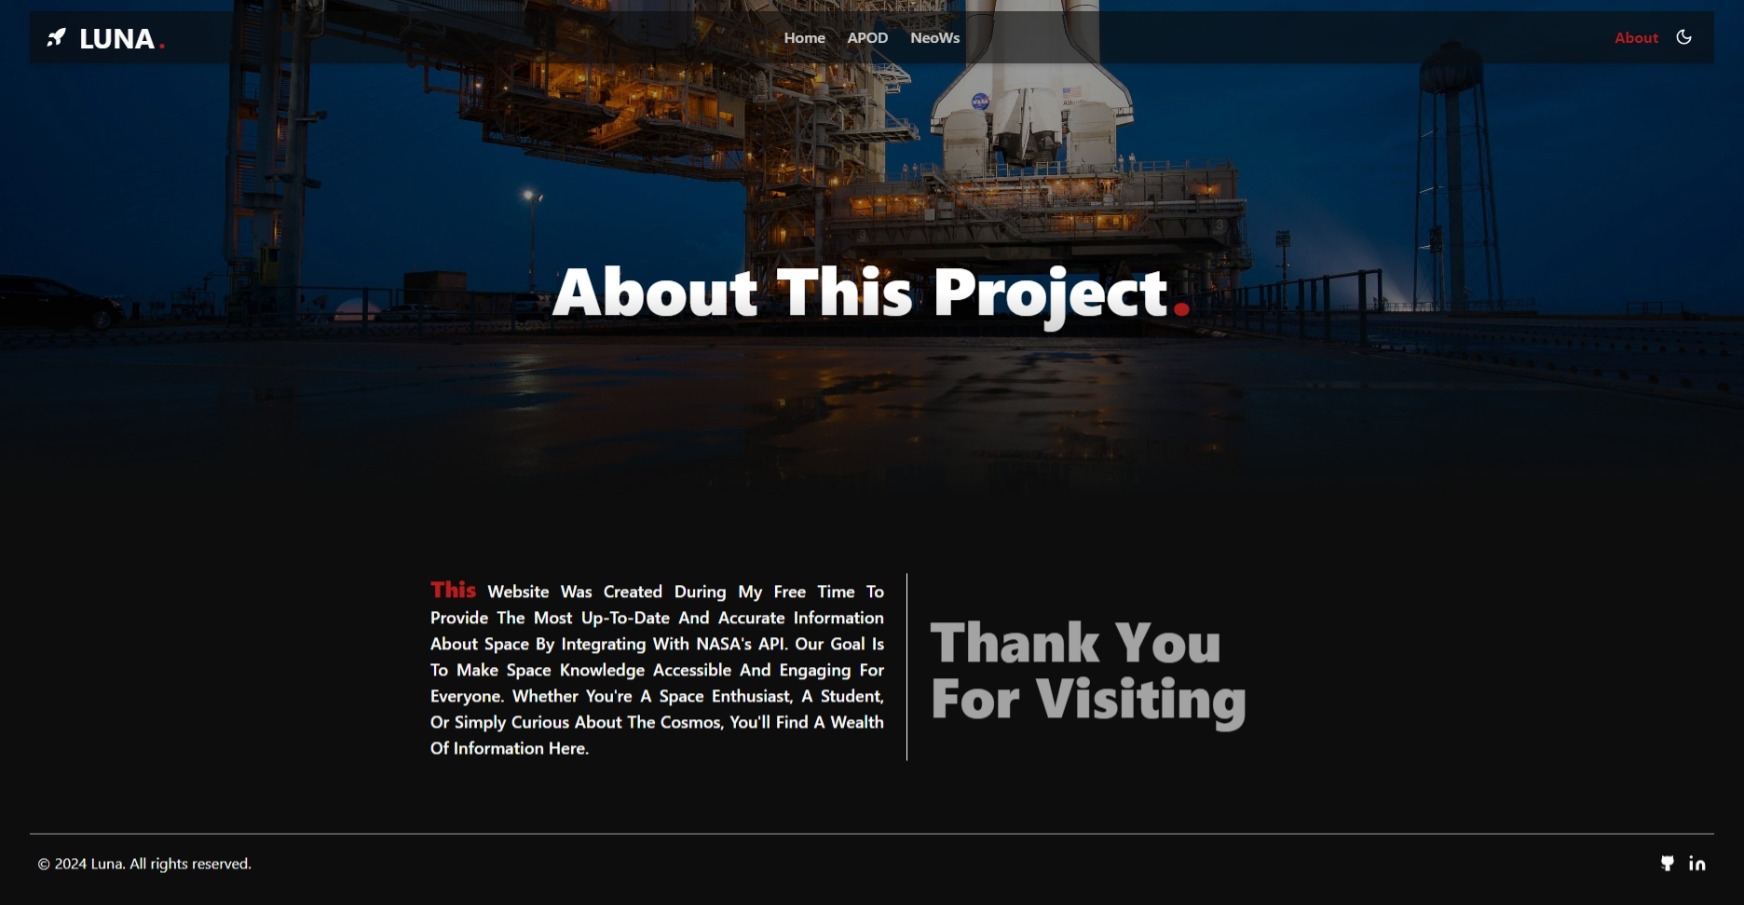 LUNA.
Home APOD NeoWs
About
About This Project.
This Website Was Created During My Free Time To
Provide The Most Up-To-Date And Accurate Information
About Space By Integrating With NASA's API. Our Goal Is
To Make Space Knowledge Accessible And Engaging For
Everyone. Whether You're A Space Enthusiast, A Student,
Or Simply Curious About The Cosmos, You'll Find A Wealth
Of Information Here.
Thank You
For Visiting
© 2024 Luna. All rights reserved.
in